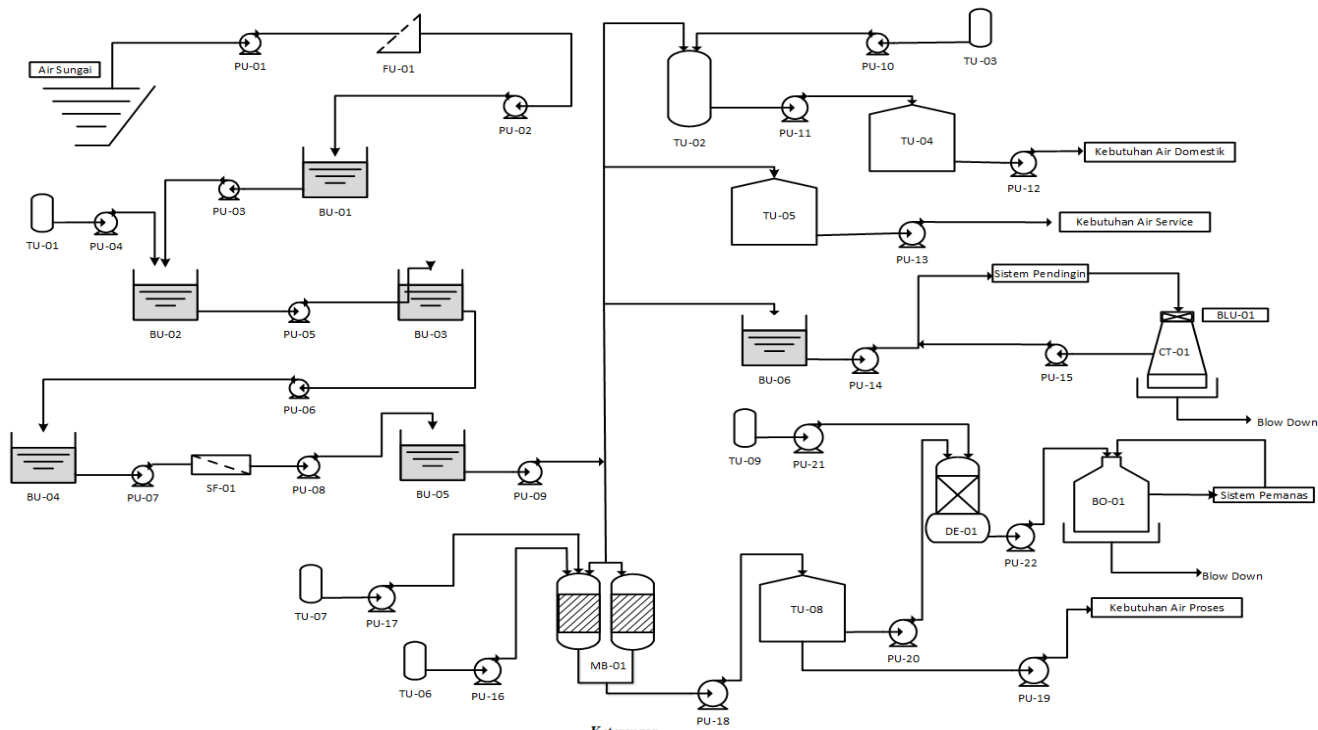 Air Sungai
PU-01
FU-01
PU-02
BU-01
PU-03
TU-01
PU-04
BU-02
PU-05
BU-03
PU-06
BU-04
PU-07
SF-01
PU-08
BU-05
PU-09
TU-02
PU-10
TU-03
PU-11
TU-04
PU-12
Kebutuhan Air Domestik
TU-05
PU-13
Kebutuhan Air Service
BU-06
PU-14
Sistem Pendingin
PU-15
CT-01
BLU-01
Blow Down
TU-09
PU-21
DE-01
PU-22
BO-01
Sistem Pemanas
Blow Down
TU-07
PU-17
TU-06
PU-16
MB-01
PU-18
TU-08
PU-20
PU-19
Kebutuhan Air Proses